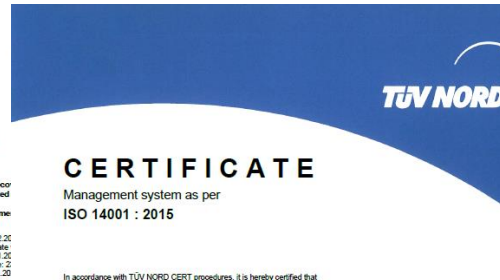 TÜV NORD
CERTIFICATE
Management system as per
ISO 14001 : 2015
In accordance with TÜV NORD CERT procedures, it is hereby certified that